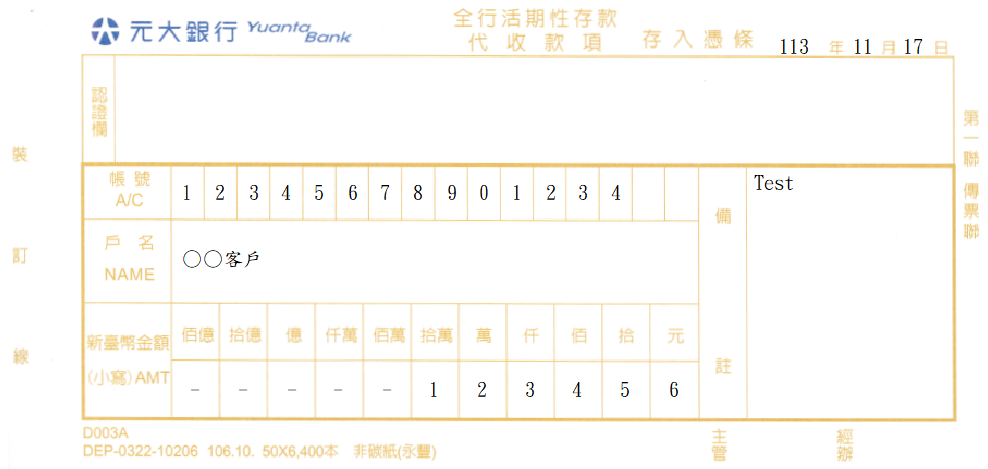 元大銀行 Yuanta Bank
全行活期性存款
代收款項 存入憑條 113 年 11 月 17 日
認證欄
帳號 A/C 1 2 3 4 5 6 7 8 9 0 1 2 3 4
戶名 NAME ○○客戶
新臺幣金額 (小寫) AMT
佰億 拾億 億 仟萬 佰萬 拾萬 萬 仟 佰 拾 元
– – – – – 1 2 3 4 5 6
備註
Test
裝訂線
第一聯 傳票聯
D003A
DEP-0322-10206 106.10. 50X6,400本 非碳紙(永豐)
主管 經辦